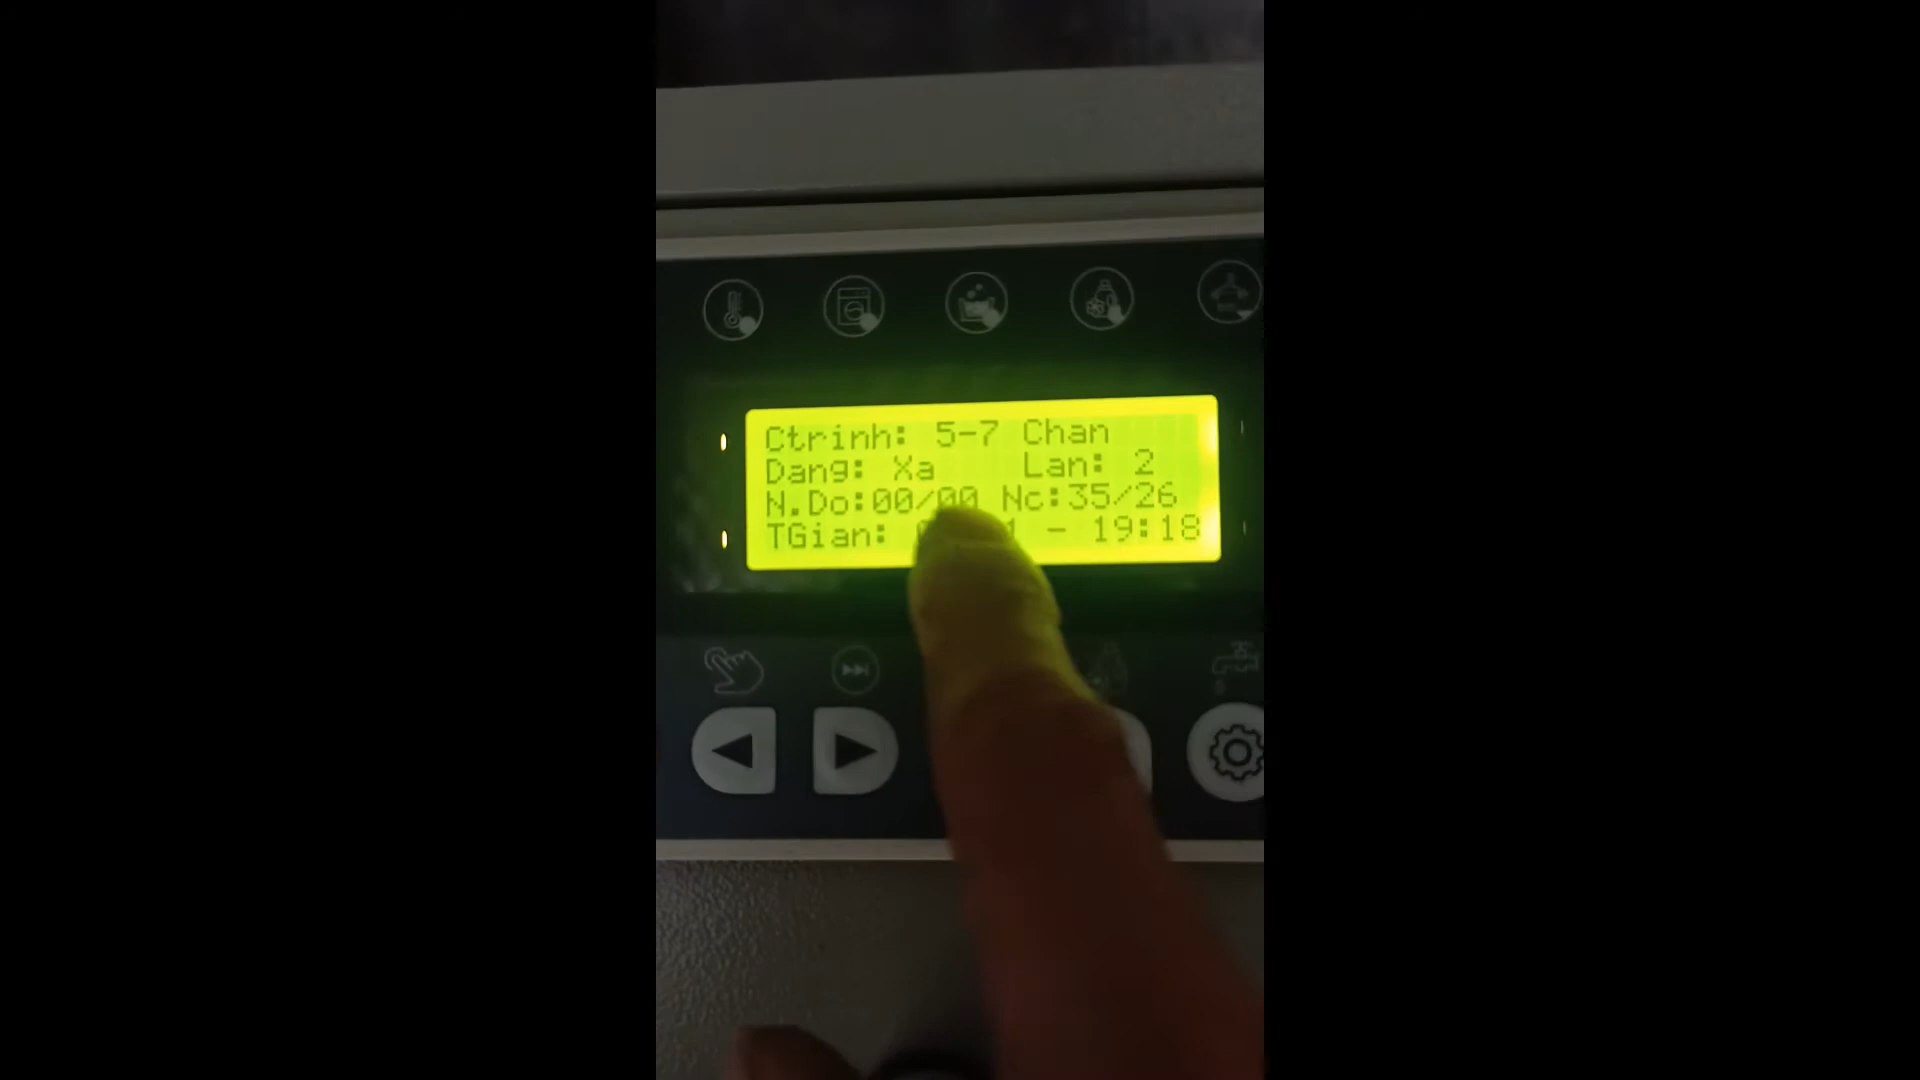 Ctrinh: 5-7 Chan
Dang: Xa Lan: 2
N.Do:00/00 Nc:35/26
TGian: - 19:18